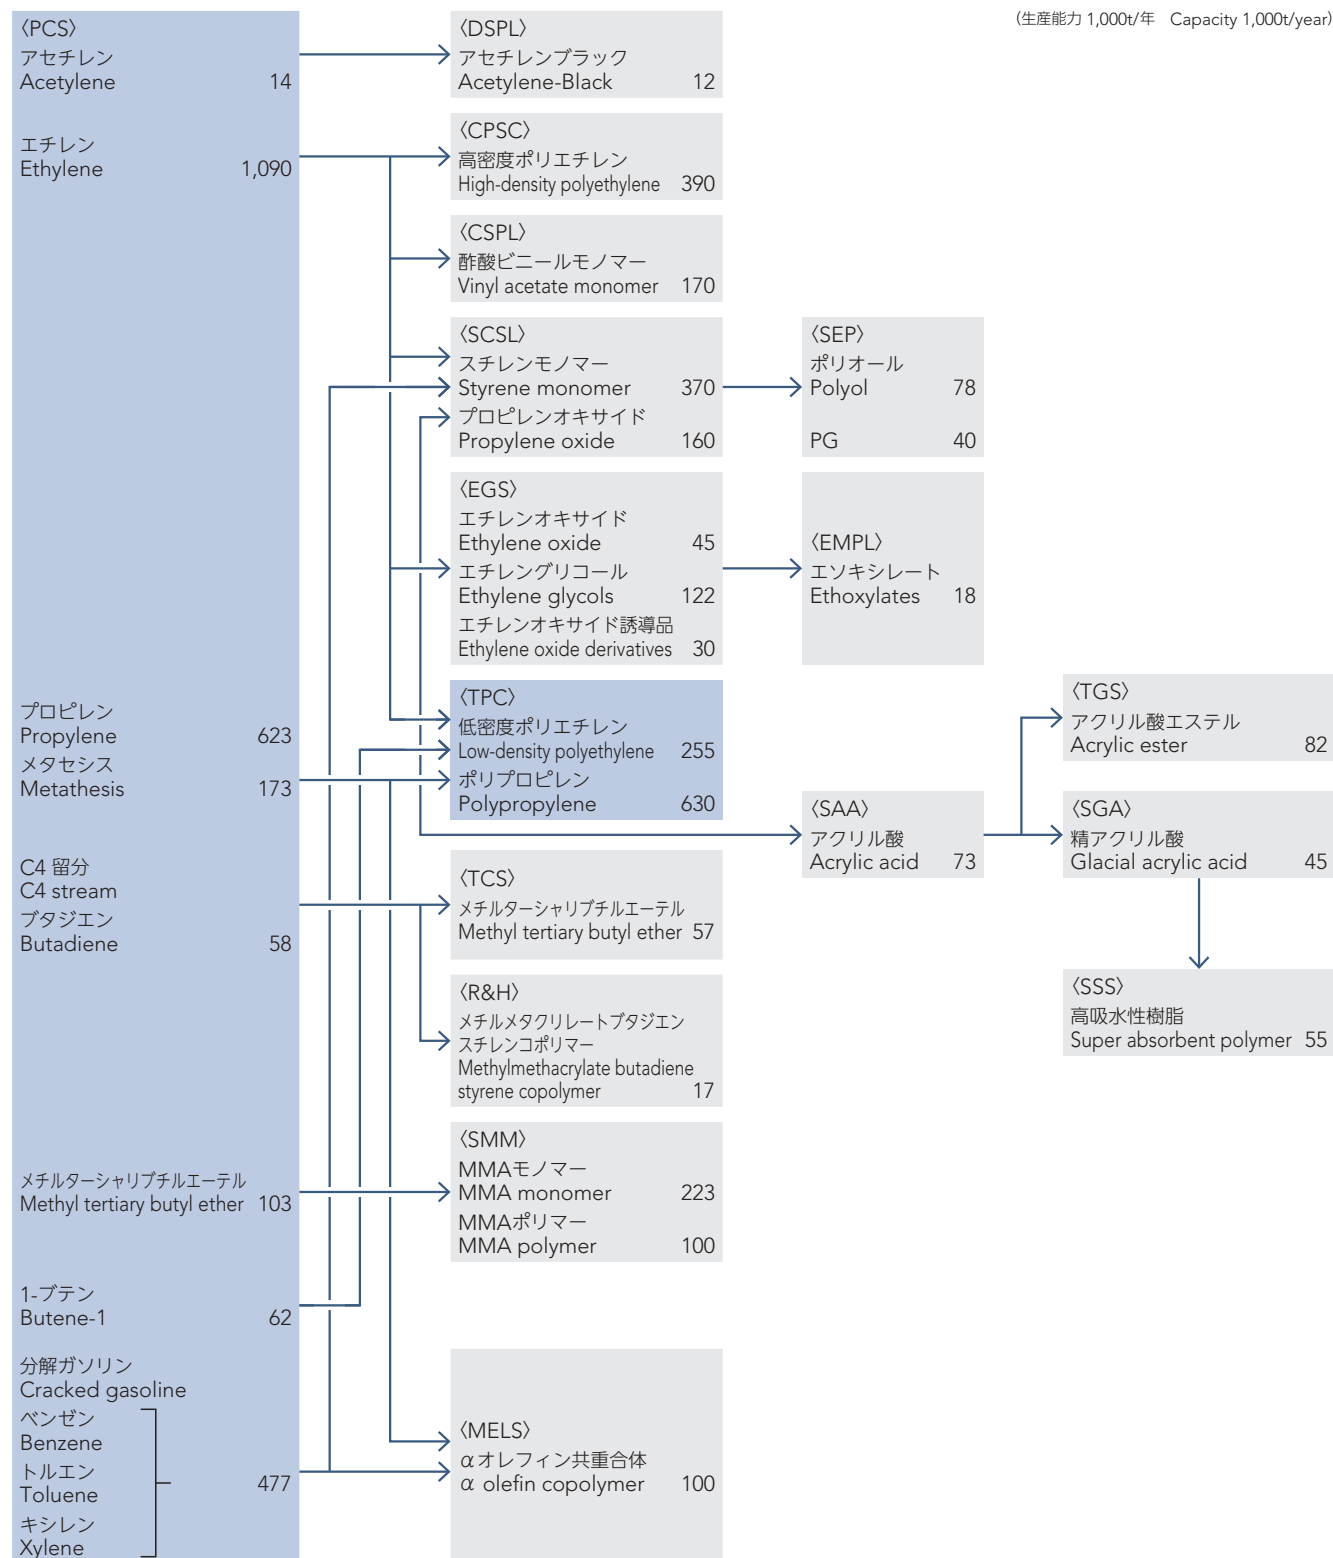 (生産能力 1,000t/年 Capacity 1,000t/year)
〈PCS〉
アセチレン
Acetylene 14
エチレン
Ethylene 1,090
プロピレン
Propylene 623
メタセシス
Metathesis 173
C4 留分
C4 stream
ブタジエン
Butadiene 58
メチルターシャリブチルエーテル
Methyl tertiary butyl ether 103
1-ブテン
Butene-1 62
分解ガソリン
Cracked gasoline
ベンゼン
Benzene
トルエン
Toluene 477
キシレン
Xylene
〈DSPL〉
アセチレンブラック
Acetylene-Black 12
〈CPSC〉
高密度ポリエチレン
High-density polyethylene 390
〈CSPL〉
酢酸ビニールモノマー
Vinyl acetate monomer 170
〈SCSL〉
スチレンモノマー
Styrene monomer 370
プロピレンオキサイド
Propylene oxide 160
〈EGS〉
エチレンオキサイド
Ethylene oxide 45
エチレングリコール
Ethylene glycols 122
エチレンオキサイド誘導品
Ethylene oxide derivatives 30
〈TPC〉
低密度ポリエチレン
Low-density polyethylene 255
ポリプロピレン
Polypropylene 630
〈TCS〉
メチルターシャリブチルエーテル
Methyl tertiary butyl ether 57
〈R&H〉
メチルメタクリレートブタジエン
スチレンコポリマー
Methylmethacrylate butadiene
styrene copolymer 17
〈SMM〉
MMAモノマー
MMA monomer 223
MMAポリマー
MMA polymer 100
〈MELS〉
αオレフィン共重合体
α olefin copolymer 100
〈SEP〉
ポリオール
Polyol 78
PG 40
〈EMPL〉
エソキシレート
Ethoxylates 18
〈SAA〉
アクリル酸
Acrylic acid 73
〈TGS〉
アクリル酸エステル
Acrylic ester 82
〈SGA〉
精アクリル酸
Glacial acrylic acid 45
〈SSS〉
高吸水性樹脂
Super absorbent polymer 55